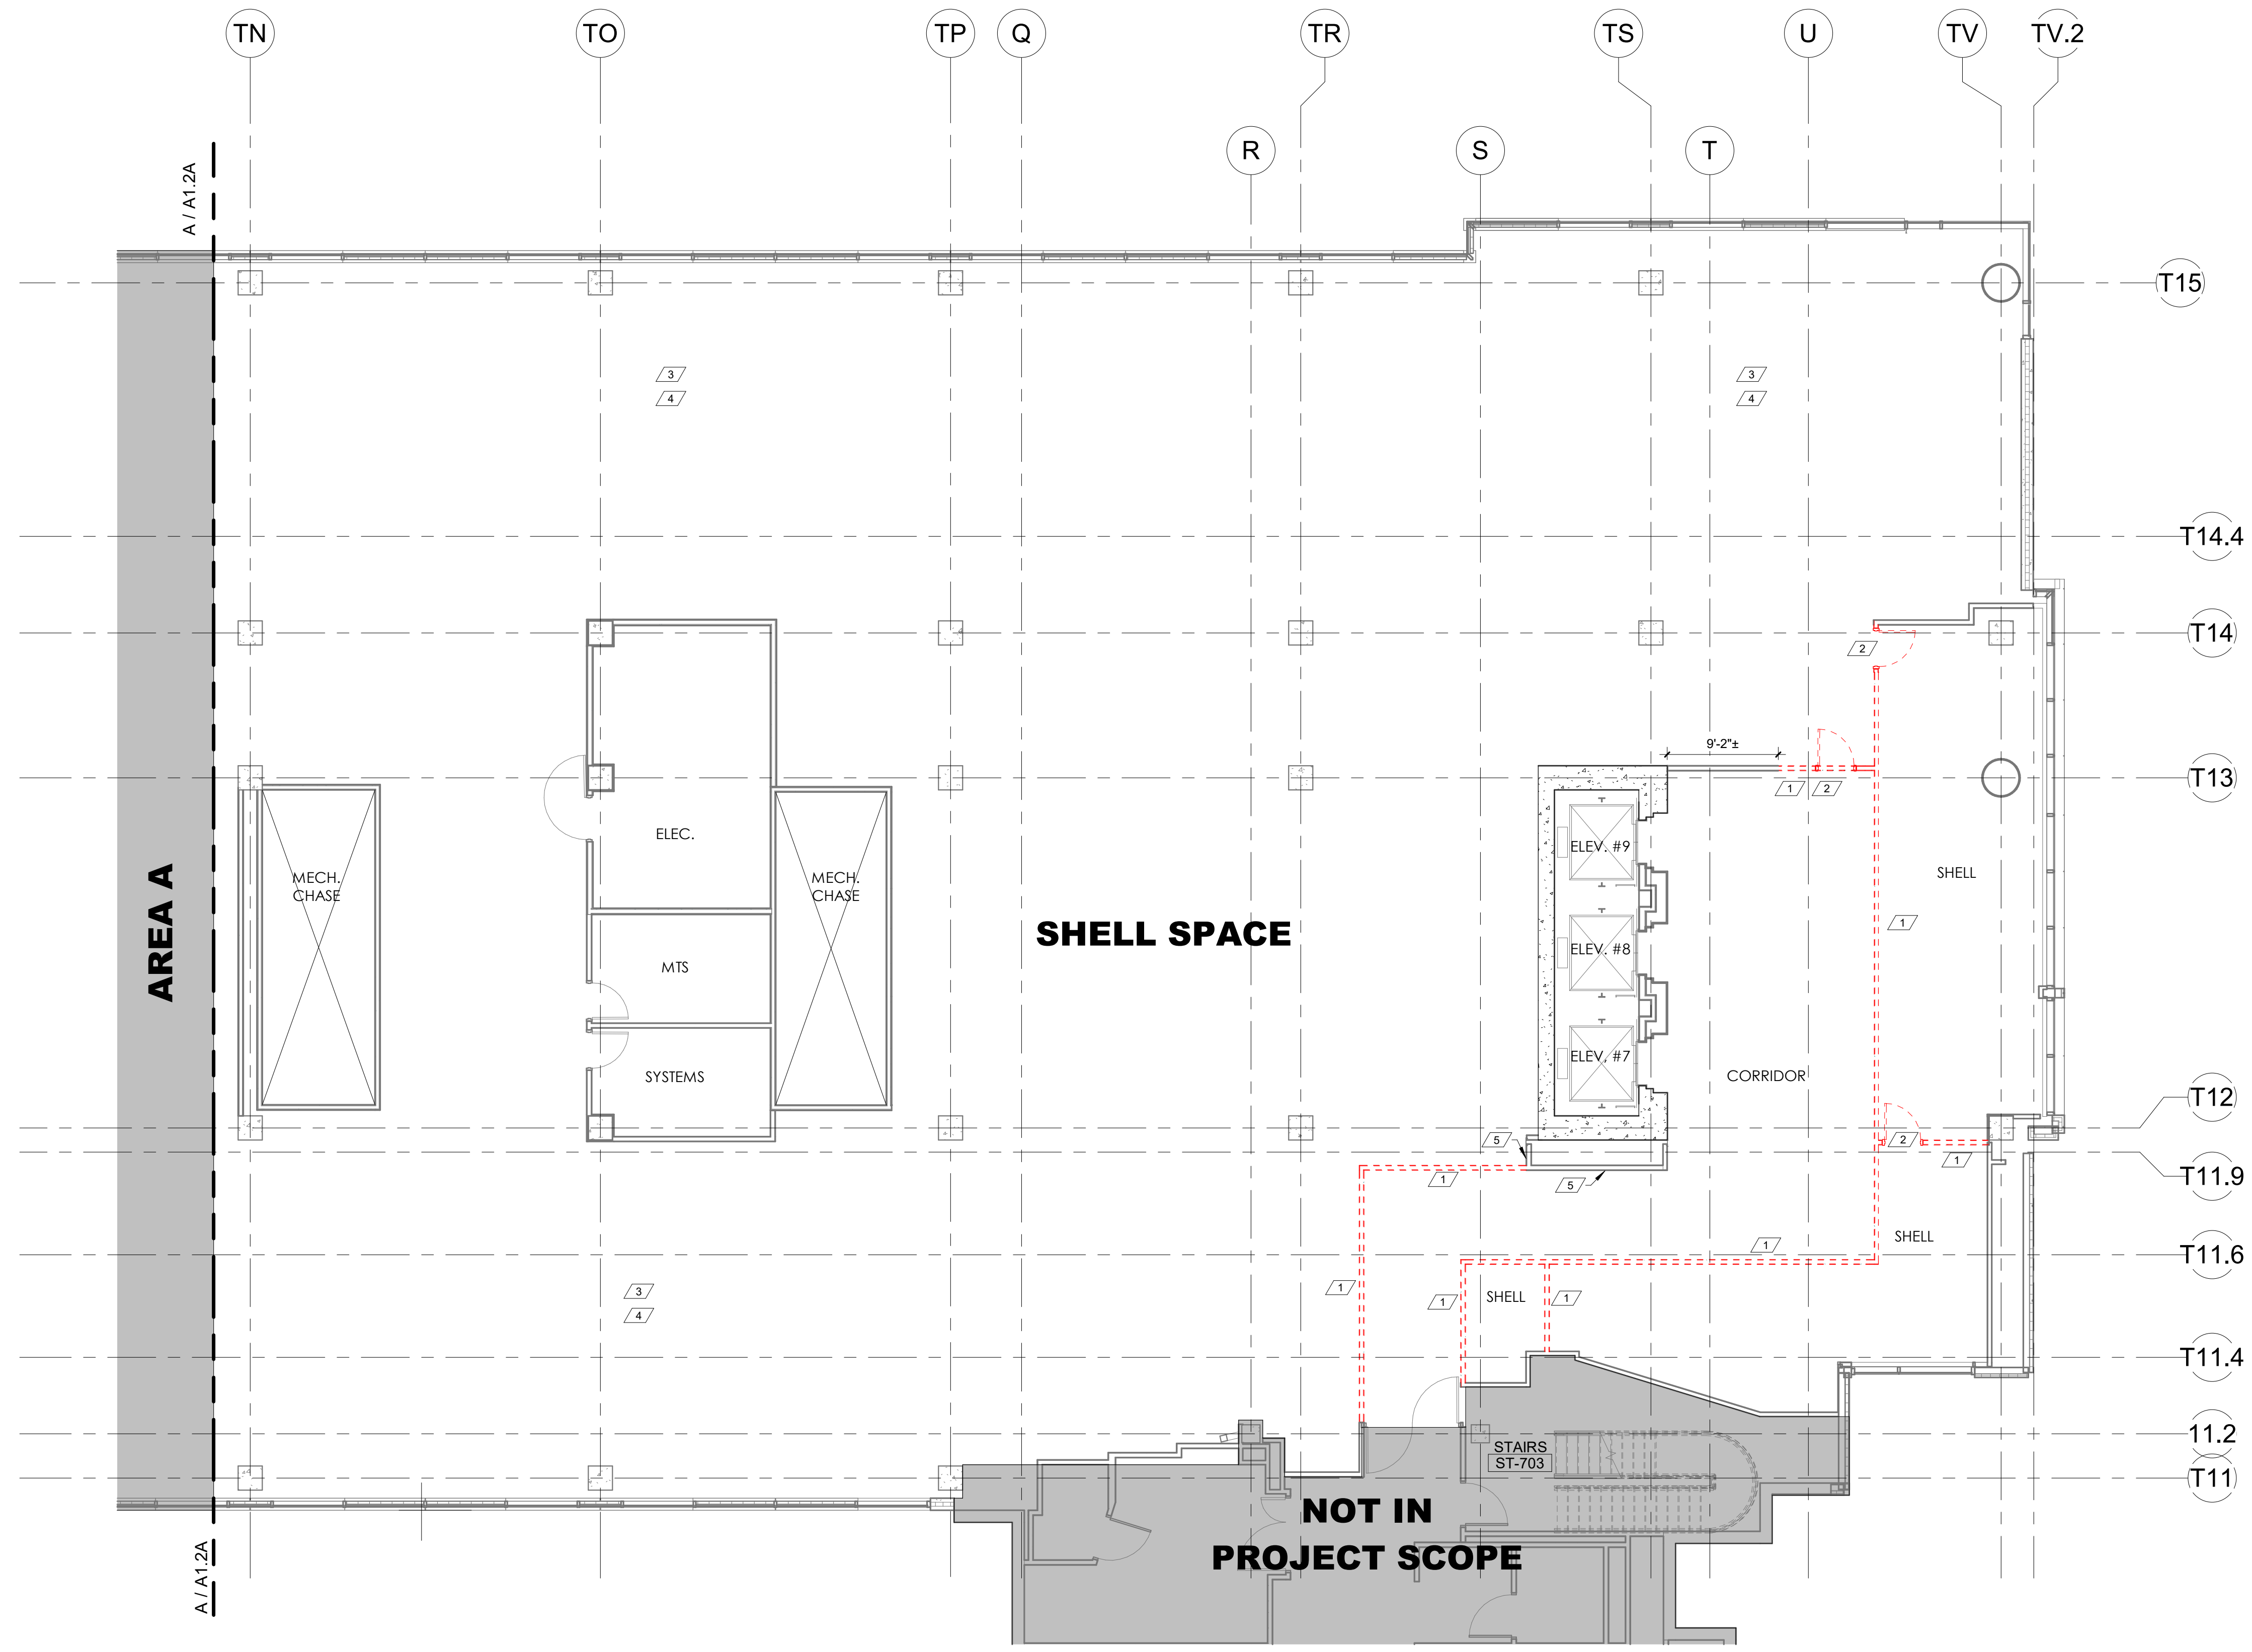 TN
TO
TP
Q
TR
TS
U
TV
TV.2
R
S
T
A / A1.2A
T15
3
4
3
4
T14.4
T14
2
9'-2"±
T13
1
2
ELEC.
ELEV. #9
MECH.
CHASE
MECH.
CHASE
SHELL
AREA A
SHELL SPACE
1
ELEV. #8
MTS
ELEV. #7
SYSTEMS
CORRIDOR
T12
5
2
1
T11.9
1
5
SHELL
1
T11.6
3
4
1
1
SHELL
1
T11.4
11.2
STAIRS
ST-703
T11
NOT IN
PROJECT SCOPE
A / A1.2A